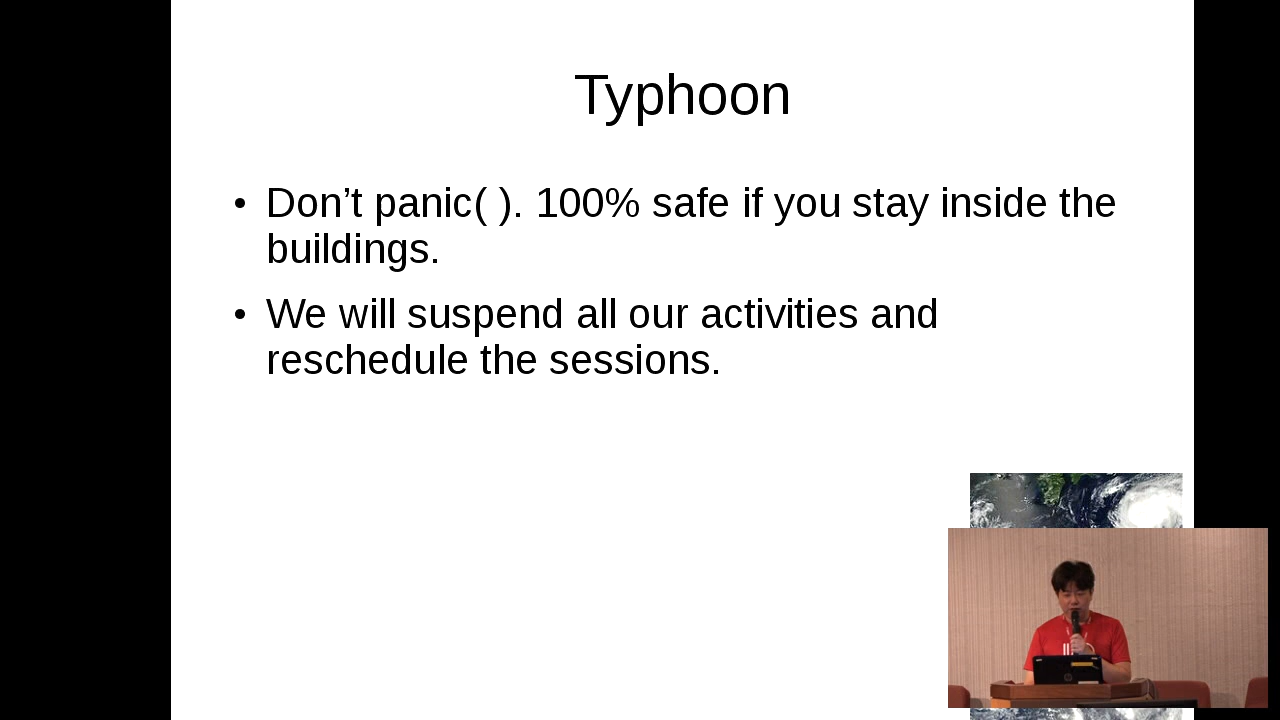 Typhoon
• Don’t panic( ). 100% safe if you stay inside the
buildings.
• We will suspend all our activities and
reschedule the sessions.